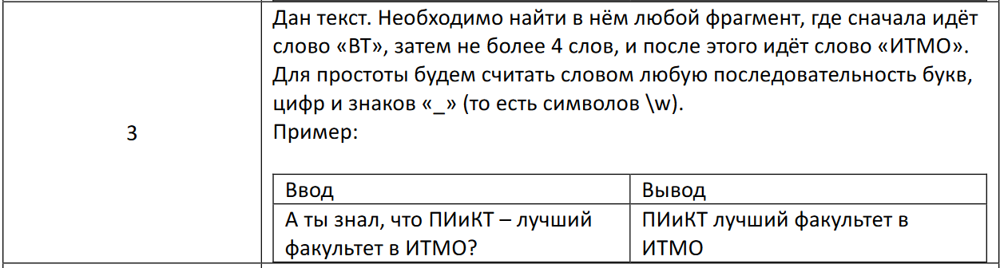 3
Дан текст. Необходимо найти в нём любой фрагмент, где сначала идёт
слово «ВТ», затем не более 4 слов, и после этого идёт слово «ИТМО».
Для простоты будем считать словом любую последовательность букв,
цифр и знаков «_» (то есть символов \w).
Пример:
Ввод
Вывод
А ты знал, что ПИиКТ – лучший
факультет в ИТМО?
ПИиКТ лучший факультет в
ИТМО